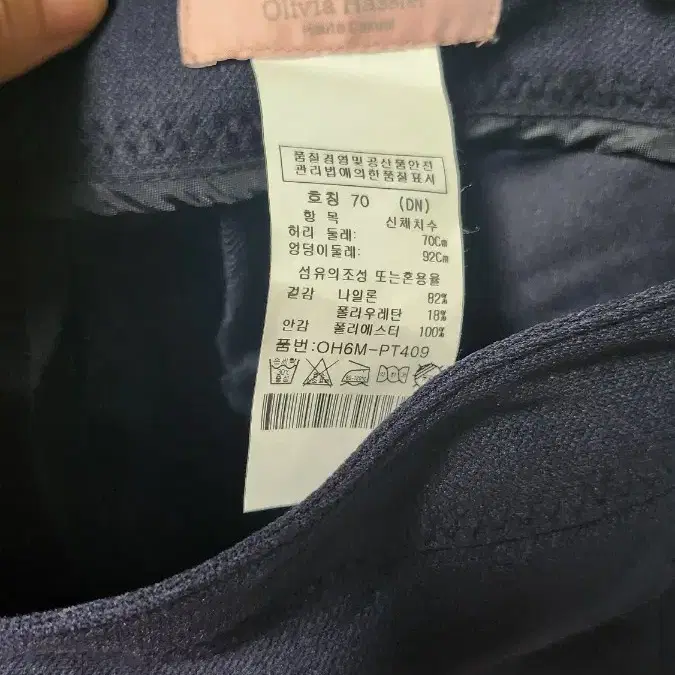 Olivia Hassler
품질경영및공산품안전
관리법에의한품질표시
호칭 70 (DN)
항 목 신체치수
허리 둘레: 70Cm
엉덩이둘레: 92Cm
섬유의조성 또는혼용율
겉감 나일론 82%
폴리우레탄 18%
안감 폴리에스터 100%
품번:OH6M-PT409